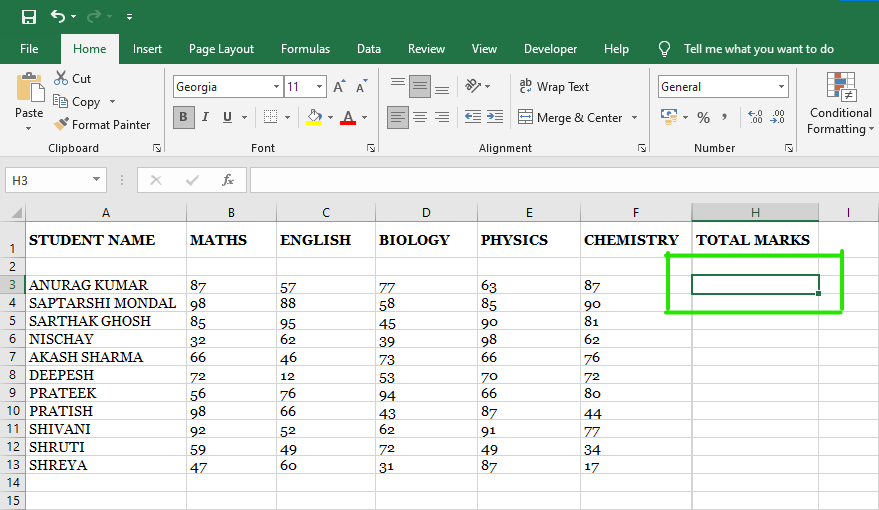 File Home Insert Page Layout Formulas Data Review View Developer Help Tell me what you want to do
Paste
Cut
Copy
Format Painter
Clipboard
Georgia 11 A A
B I U A
Font
ab Wrap Text
Merge & Center
Alignment
General
% , .00 .00
Number
Conditional
Formatting
H3 fx
A B C D E F H I
1 STUDENT NAME MATHS ENGLISH BIOLOGY PHYSICS CHEMISTRY TOTAL MARKS
2
3 ANURAG KUMAR 87 57 77 63 87
4 SAPTARSHI MONDAL 98 88 58 85 90
5 SARTHAK GHOSH 85 95 45 90 81
6 NISCHAY 32 62 39 98 62
7 AKASH SHARMA 66 46 73 66 76
8 DEEPESH 72 12 53 70 72
9 PRATEEK 56 76 94 66 80
10 PRATISH 98 66 43 87 44
11 SHIVANI 92 52 62 91 77
12 SHRUTI 59 49 72 49 34
13 SHREYA 47 60 31 87 17
14
15